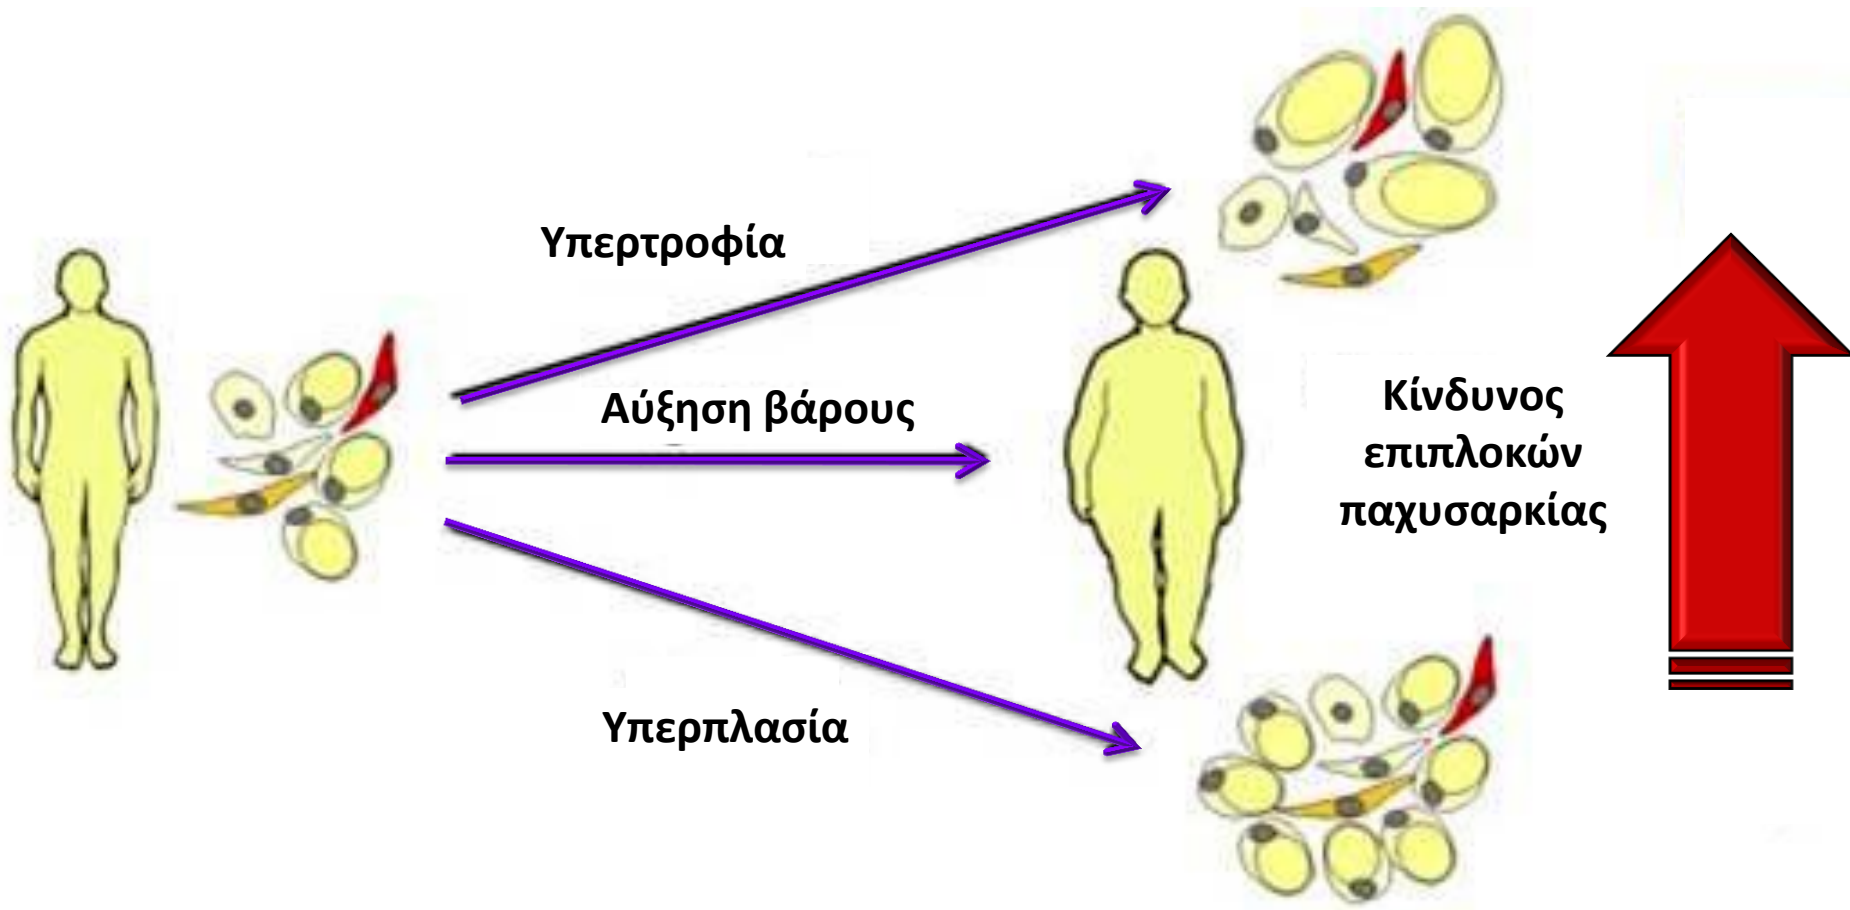 Υπερτροφία
Αύξηση βάρους
Κίνδυνος
επιπλοκών
παχυσαρκίας
Υπερπλασία